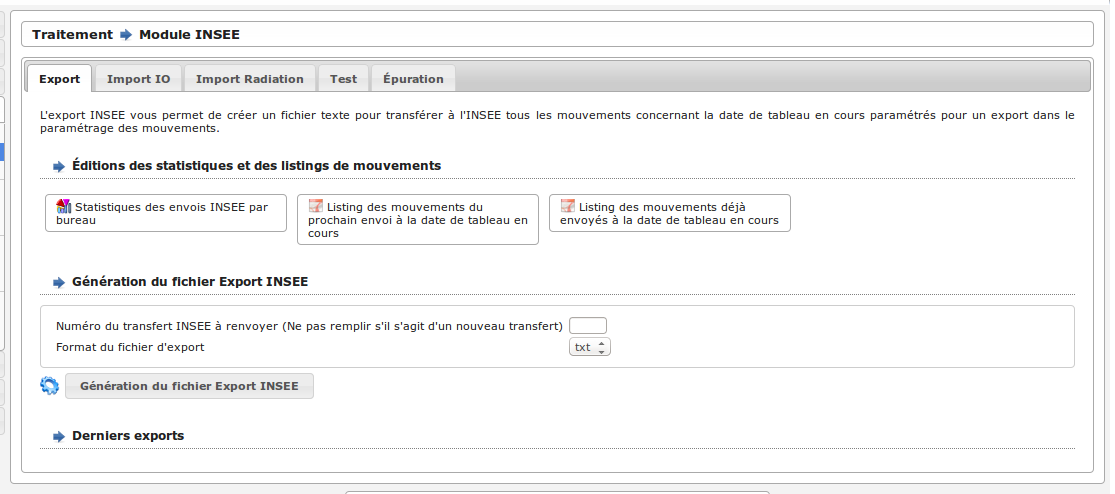 Traitement Module INSEE
Export Import IO Import Radiation Test Épuration
L'export INSEE vous permet de créer un fichier texte pour transférer à l'INSEE tous les mouvements concernant la date de tableau en cours paramétrés pour un export dans le
paramétrage des mouvements.
Éditions des statistiques et des listings de mouvements
Statistiques des envois INSEE par
bureau
Listing des mouvements du
prochain envoi à la date de tableau en
cours
Listing des mouvements déjà
envoyés à la date de tableau en cours
Génération du fichier Export INSEE
Numéro du transfert INSEE à renvoyer (Ne pas remplir s'il s'agit d'un nouveau transfert)
Format du fichier d'export txt
Génération du fichier Export INSEE
Derniers exports